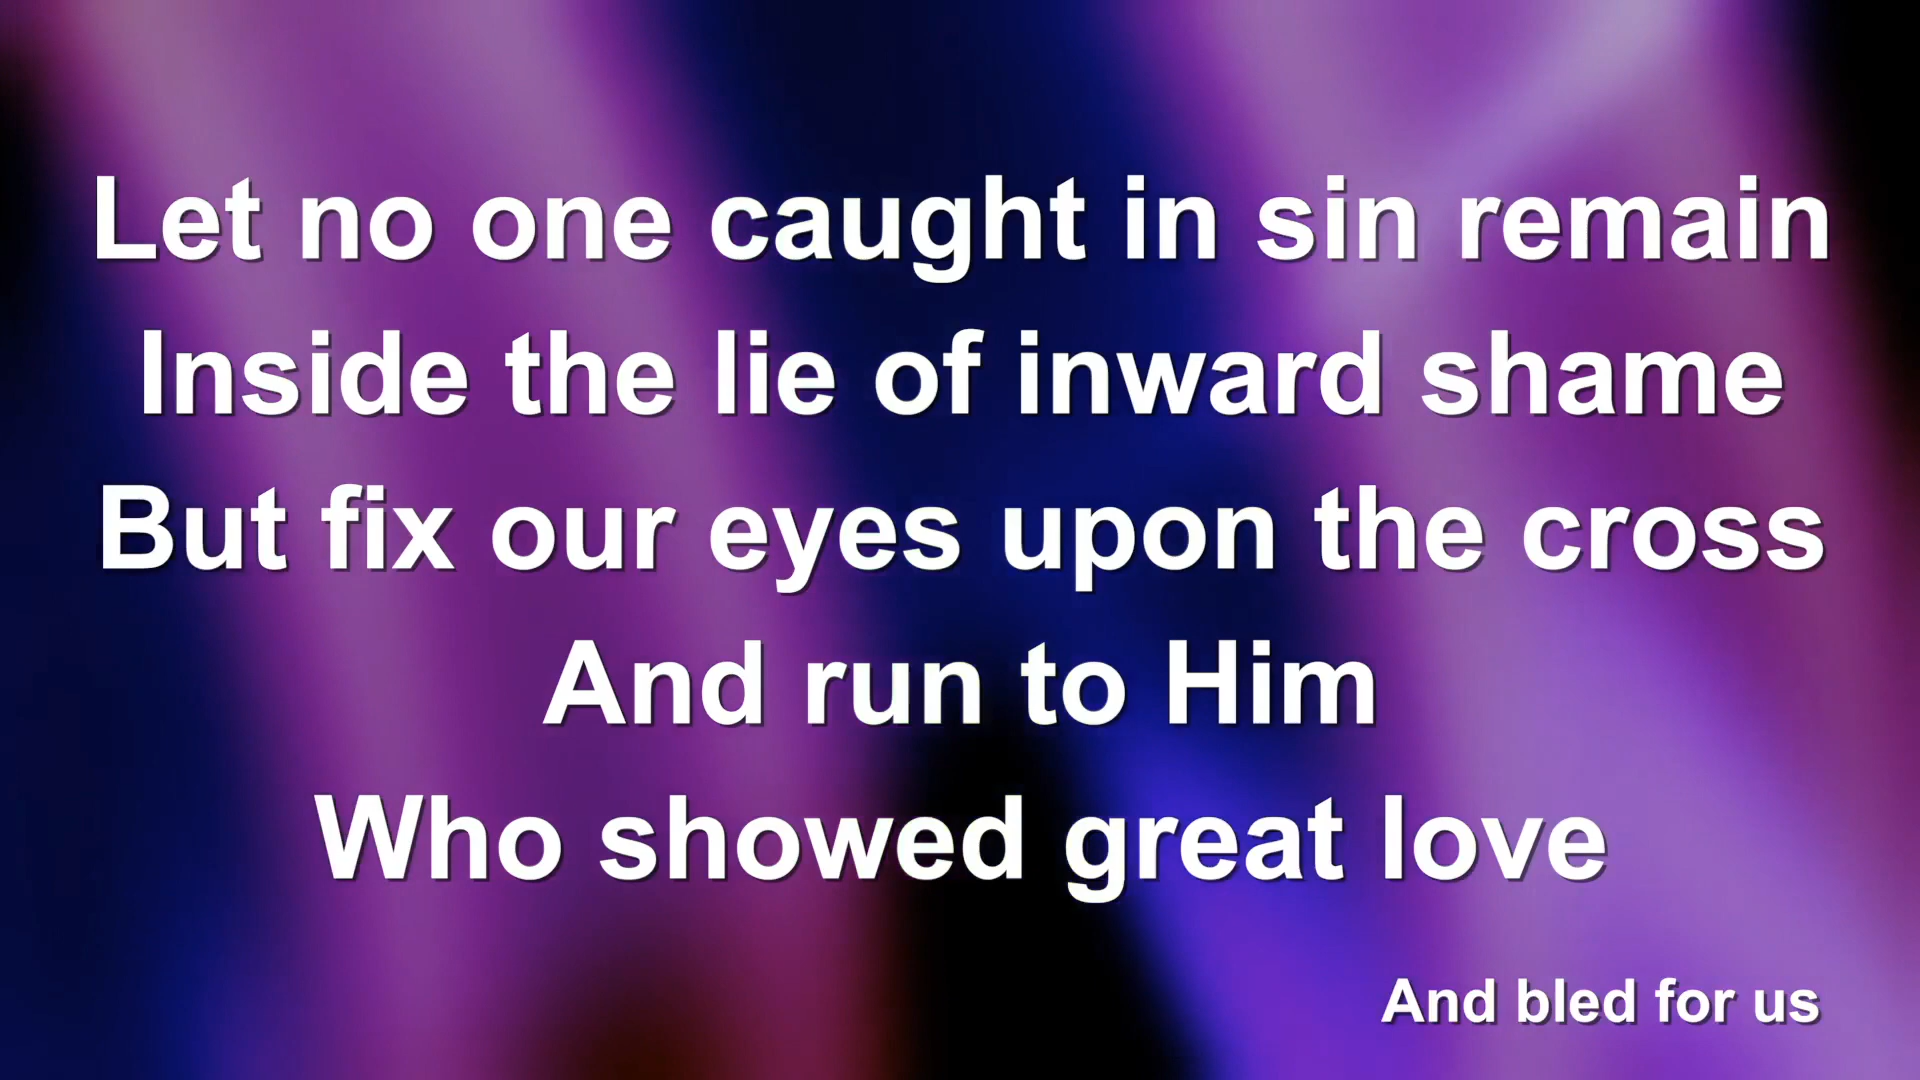 Let no one caught in sin remain
Inside the lie of inward shame
But fix our eyes upon the cross
And run to Him
Who showed great love
And bled for us